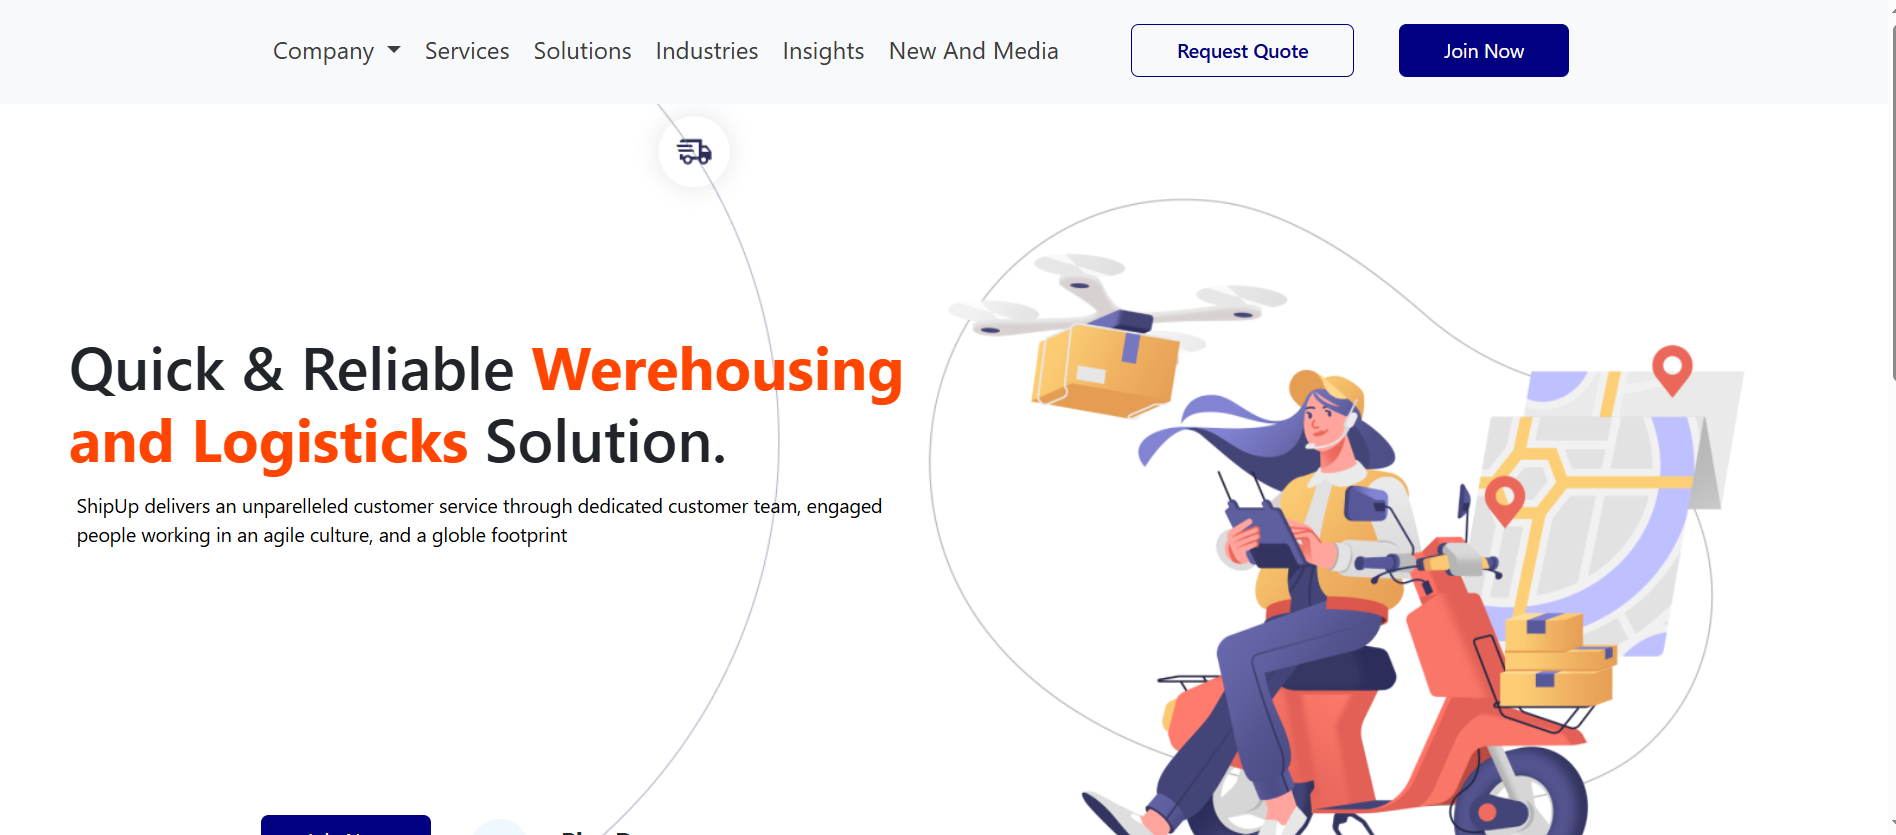 Company Services Solutions Industries Insights New And Media Request Quote Join Now
Quick & Reliable Werehousing
and Logisticks Solution.
ShipUp delivers an unparelleled customer service through dedicated customer team, engaged
people working in an agile culture, and a globle footprint